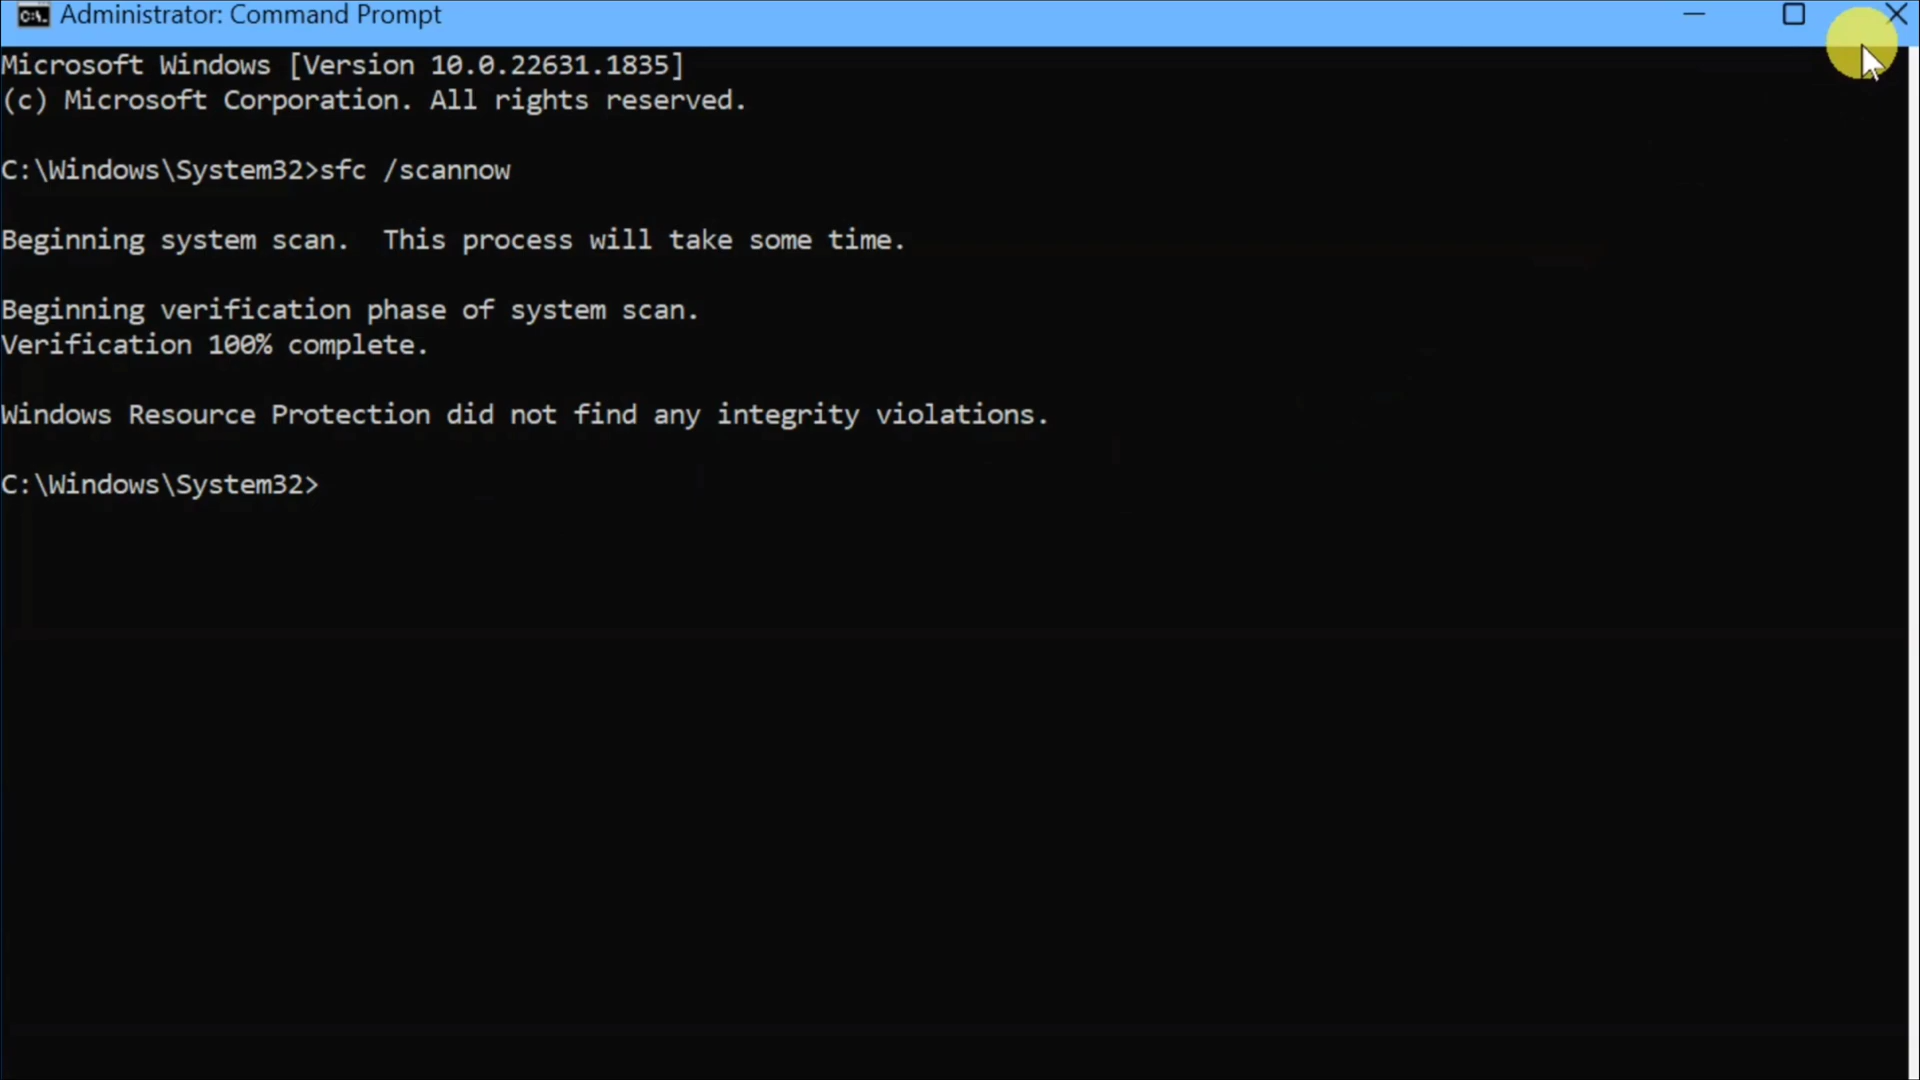 Administrator: Command Prompt
Microsoft Windows [Version 10.0.22631.1835]
(c) Microsoft Corporation. All rights reserved.
C:\Windows\System32>sfc /scannow
Beginning system scan.  This process will take some time.
Beginning verification phase of system scan.
Verification 100% complete.
Windows Resource Protection did not find any integrity violations.
C:\Windows\System32>